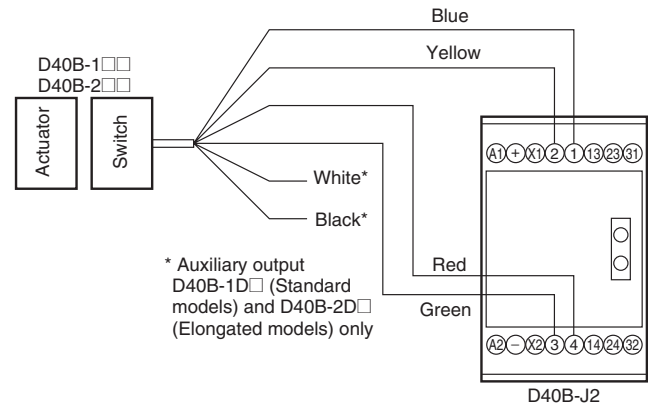 Blue
Yellow
D40B-1□□
D40B-2□□
Actuator
Switch
A1 + X1 2 1 13 23 31
White*
Black*
* Auxiliary output
D40B-1D□ (Standard
models) and D40B-2D□
(Elongated models) only
Red
Green
A2 − X2 3 4 14 24 32
D40B-J2